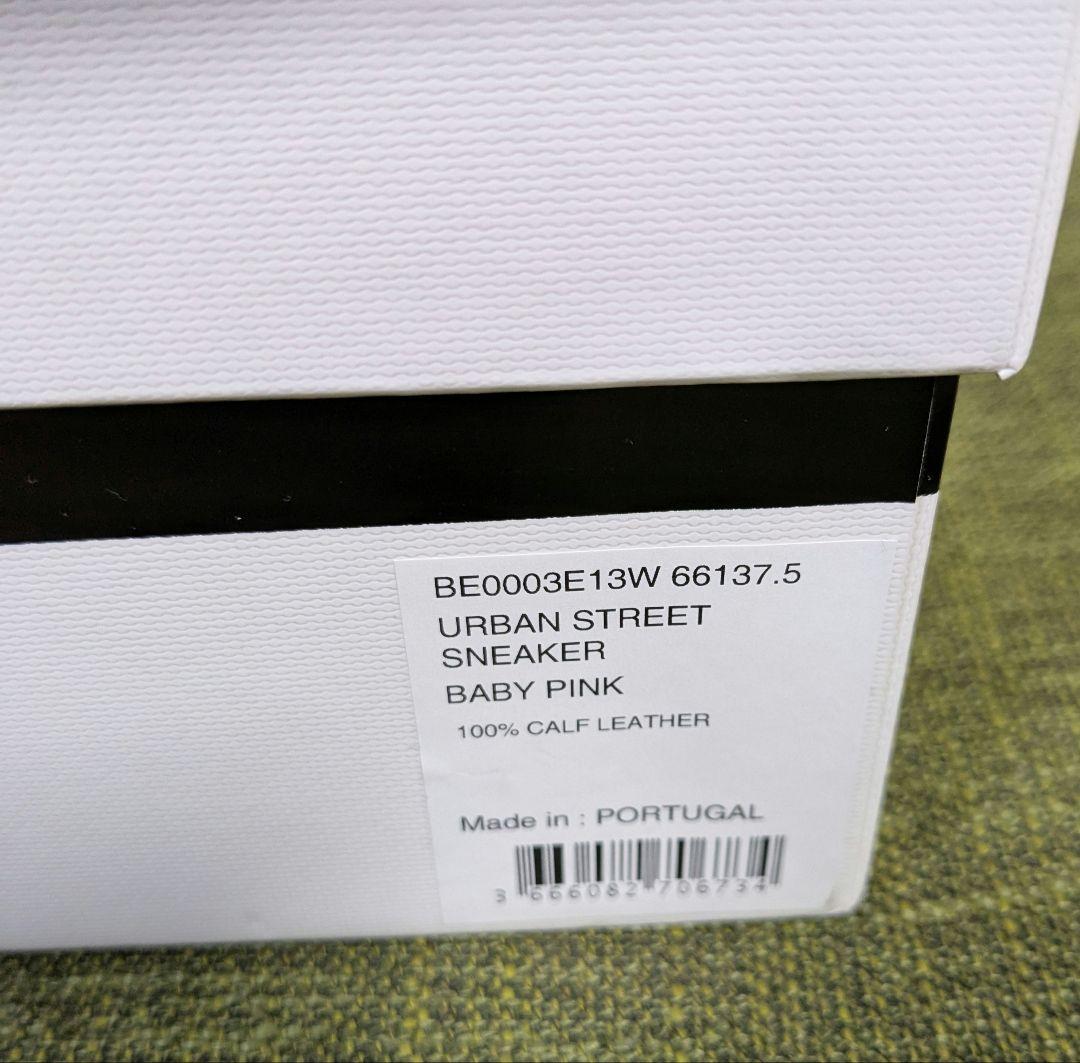 BE0003E13W 66137.5
URBAN STREET
SNEAKER
BABY PINK
100% CALF LEATHER
Made in : PORTUGAL
3 666082 706734